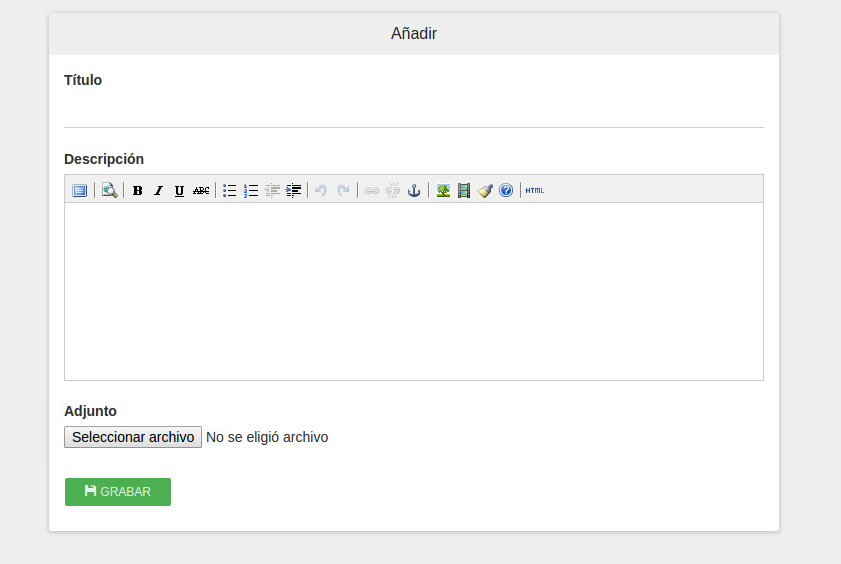 Añadir
Título
Descripción
B I U ABC HTML
Adjunto
Seleccionar archivo No se eligió archivo
GRABAR